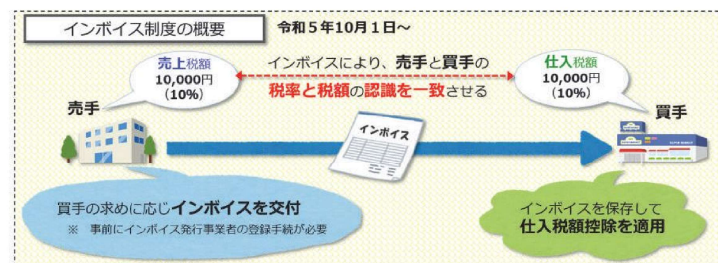 インボイス制度の概要
令和5年10月1日~
売上税額
10,000円
(10%)
インボイスにより、売手と買手の
税率と税額の認識を一致させる
仕入税額
10,000円
(10%)
売手
買手
インボイス
買手の求めに応じインボイスを交付
※ 事前にインボイス発行事業者の登録手続が必要
インボイスを保存して
仕入税額控除を適用